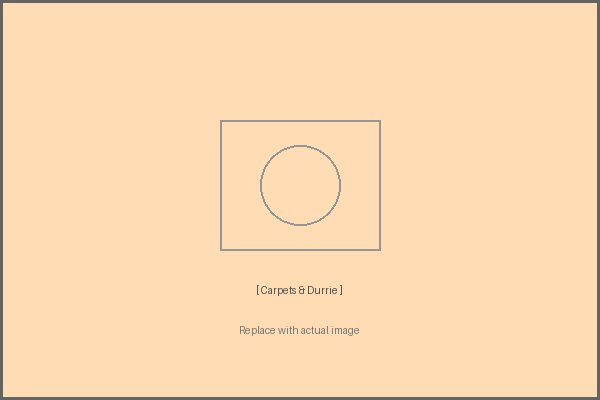 [ Carpets & Durrie ]
Replace with actual image